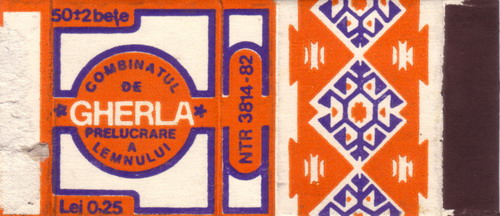 50±2 bețe
COMBINATUL
DE
* GHERLA *
PRELUCRARE
A
LEMNULUI
Lei 0.25
NTR 3814-82